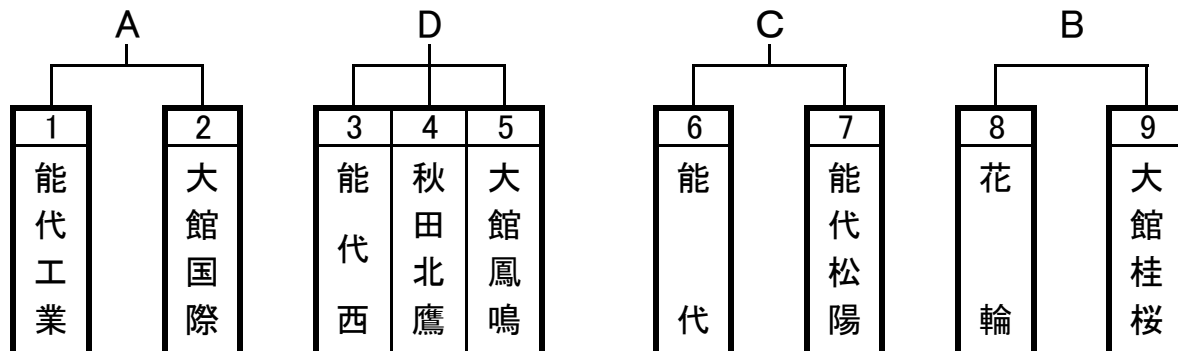 A D C B
1 2 3 4 5 6 7 8 9
能代工業
大館国際
能代西
秋田北鷹
大館鳳鳴
能代
能代松陽
花輪
大館桂桜